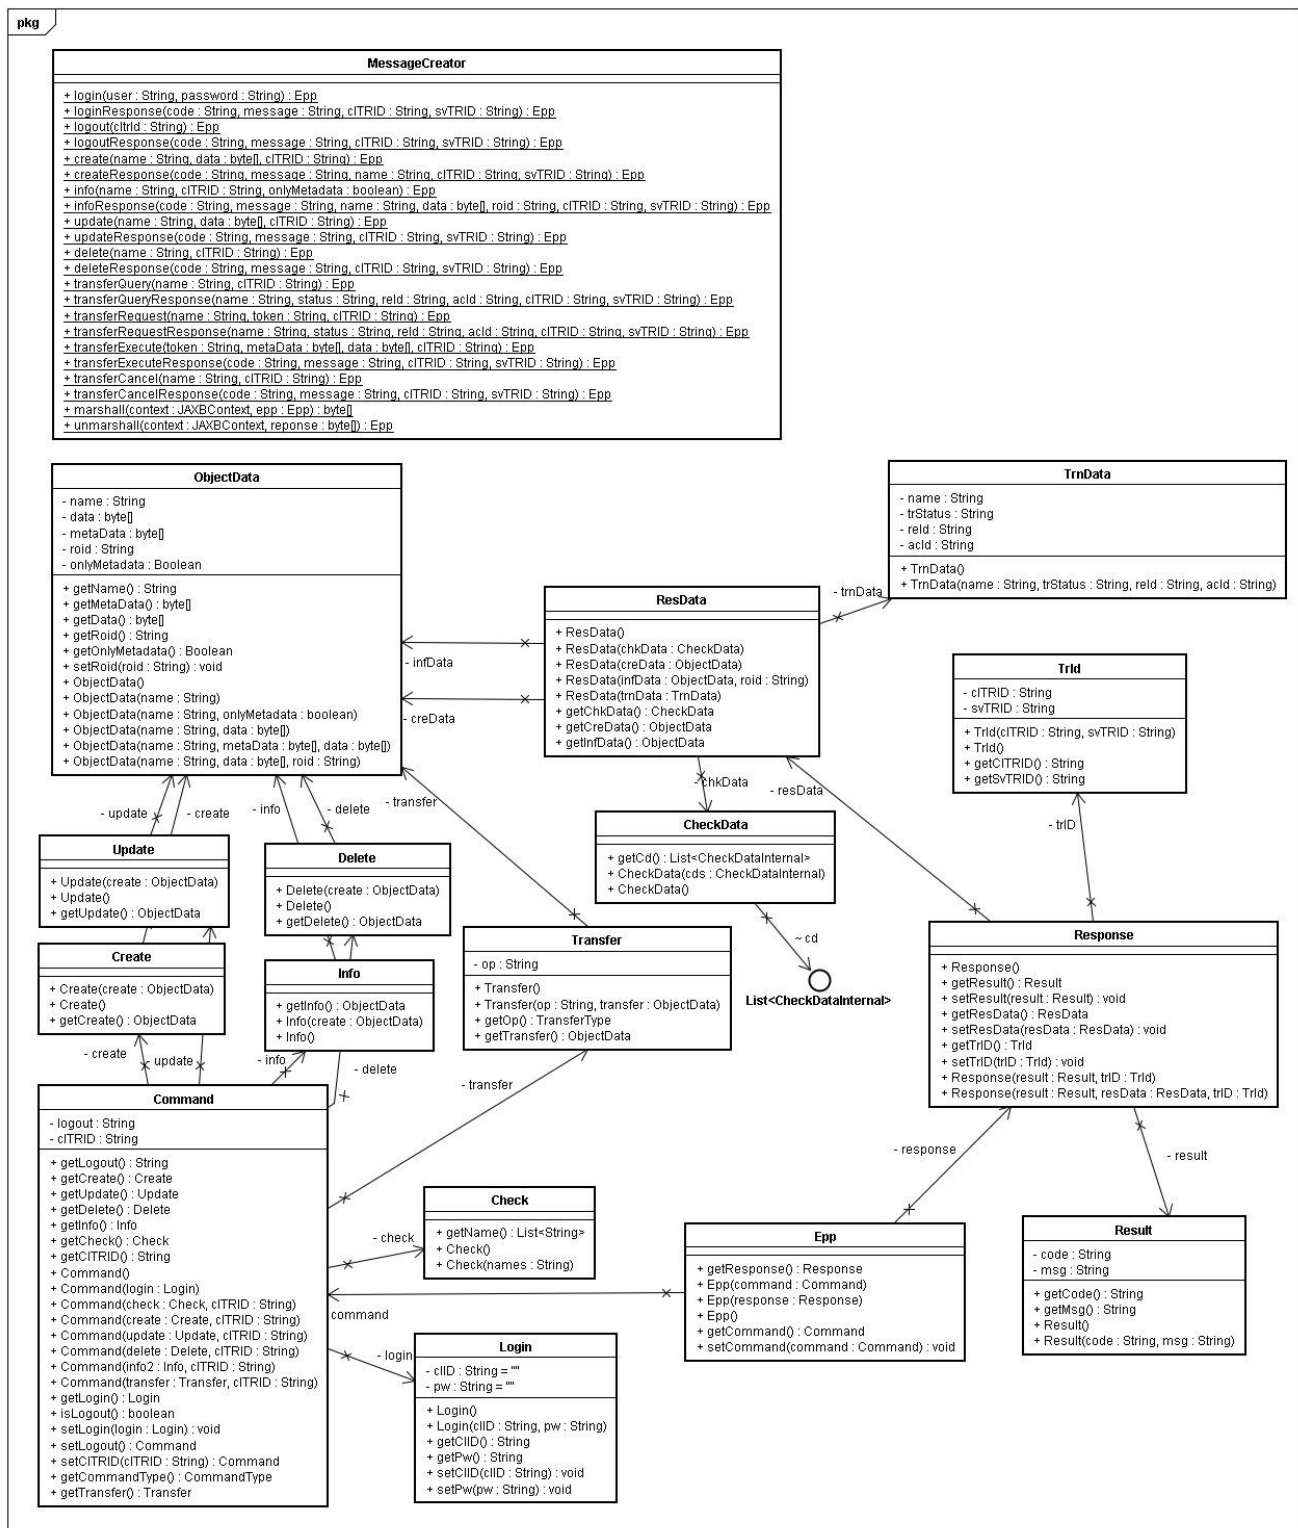 pkg
MessageCreator
+ login(user : String, password : String) : Epp
+ loginResponse(code : String, message : String, clTRID : String, svTRID : String) : Epp
+ logout(cltrId : String) : Epp
+ logoutResponse(code : String, message : String, clTRID : String, svTRID : String) : Epp
+ create(name : String, data : byte[], clTRID : String) : Epp
+ createResponse(code : String, message : String, name : String, clTRID : String, svTRID : String) : Epp
+ info(name : String, clTRID : String, onlyMetadata : boolean) : Epp
+ infoResponse(code : String, message : String, name : String, data : byte[], roid : String, clTRID : String, svTRID : String) : Epp
+ update(name : String, data : byte[], clTRID : String) : Epp
+ updateResponse(code : String, message : String, clTRID : String, svTRID : String) : Epp
+ delete(name : String, clTRID : String) : Epp
+ deleteResponse(code : String, message : String, clTRID : String, svTRID : String) : Epp
+ transferQuery(name : String, clTRID : String) : Epp
+ transferQueryResponse(name : String, status : String, reId : String, acId : String, clTRID : String, svTRID : String) : Epp
+ transferRequest(name : String, token : String, clTRID : String) : Epp
+ transferRequestResponse(name : String, status : String, reId : String, acId : String, clTRID : String, svTRID : String) : Epp
+ transferExecute(token : String, metaData : byte[], data : byte[], clTRID : String) : Epp
+ transferExecuteResponse(code : String, message : String, clTRID : String, svTRID : String) : Epp
+ transferCancel(name : String, clTRID : String) : Epp
+ transferCancelResponse(code : String, message : String, clTRID : String, svTRID : String) : Epp
+ marshall(context : JAXBContext, epp : Epp) : byte[]
+ unmarshall(context : JAXBContext, reponse : byte[]) : Epp
ObjectData
- name : String
- data : byte[]
- metaData : byte[]
- roid : String
- onlyMetadata : Boolean
+ getName() : String
+ getMetaData() : byte[]
+ getData() : byte[]
+ getRoid() : String
+ getOnlyMetadata() : Boolean
+ setRoid(roid : String) : void
+ ObjectData()
+ ObjectData(name : String)
+ ObjectData(name : String, onlyMetadata : boolean)
+ ObjectData(name : String, data : byte[])
+ ObjectData(name : String, metaData : byte[], data : byte[])
+ ObjectData(name : String, data : byte[], roid : String)
TrnData
- name : String
- trStatus : String
- reId : String
- acId : String
+ TrnData()
+ TrnData(name : String, trStatus : String, reId : String, acId : String)
- trnData
ResData
+ ResData()
+ ResData(chkData : CheckData)
+ ResData(creData : ObjectData)
+ ResData(infData : ObjectData, roid : String)
+ ResData(trnData : TrnData)
+ getChkData() : CheckData
+ getCreData() : ObjectData
+ getInfData() : ObjectData
- infData
- creData
TrId
- clTRID : String
- svTRID : String
+ TrId(clTRID : String, svTRID : String)
+ TrId()
+ getClTRID() : String
+ getSvTRID() : String
- chkData
- resData
- trID
- update
- create
- info
- delete
- transfer
CheckData
+ getCd() : List<CheckDataInternal>
+ CheckData(cds : CheckDataInternal)
+ CheckData()
~ cd
List<CheckDataInternal>
Update
+ Update(create : ObjectData)
+ Update()
+ getUpdate() : ObjectData
Delete
+ Delete(create : ObjectData)
+ Delete()
+ getDelete() : ObjectData
Create
+ Create(create : ObjectData)
+ Create()
+ getCreate() : ObjectData
Info
+ getInfo() : ObjectData
+ Info(create : ObjectData)
+ Info()
Transfer
- op : String
+ Transfer()
+ Transfer(op : String, transfer : ObjectData)
+ getOp() : TransferType
+ getTransfer() : ObjectData
Response
+ Response()
+ getResult() : Result
+ setResult(result : Result) : void
+ getResData() : ResData
+ setResData(resData : ResData) : void
+ getTrID() : TrId
+ setTrID(trID : TrId) : void
+ Response(result : Result, trID : TrId)
+ Response(result : Result, resData : ResData, trID : TrId)
- create
- update
- info
- delete
- transfer
Command
- logout : String
- clTRID : String
+ getLogout() : String
+ getCreate() : Create
+ getUpdate() : Update
+ getDelete() : Delete
+ getInfo() : Info
+ getCheck() : Check
+ getClTRID() : String
+ Command()
+ Command(login : Login)
+ Command(check : Check, clTRID : String)
+ Command(create : Create, clTRID : String)
+ Command(update : Update, clTRID : String)
+ Command(delete : Delete, clTRID : String)
+ Command(info2 : Info, clTRID : String)
+ Command(transfer : Transfer, clTRID : String)
+ getLogin() : Login
+ isLogout() : boolean
+ setLogin(login : Login) : void
+ setLogout() : Command
+ setClTRID(clTRID : String) : Command
+ getCommandType() : CommandType
+ getTransfer() : Transfer
- response
- result
- check
Check
+ getName() : List<String>
+ Check()
+ Check(names : String)
command
- login
Login
- clID : String = ""
- pw : String = ""
+ Login()
+ Login(clID : String, pw : String)
+ getClID() : String
+ getPw() : String
+ setClID(clID : String) : void
+ setPw(pw : String) : void
Epp
+ getResponse() : Response
+ Epp(command : Command)
+ Epp(response : Response)
+ Epp()
+ getCommand() : Command
+ setCommand(command : Command) : void
Result
- code : String
- msg : String
+ getCode() : String
+ getMsg() : String
+ Result()
+ Result(code : String, msg : String)